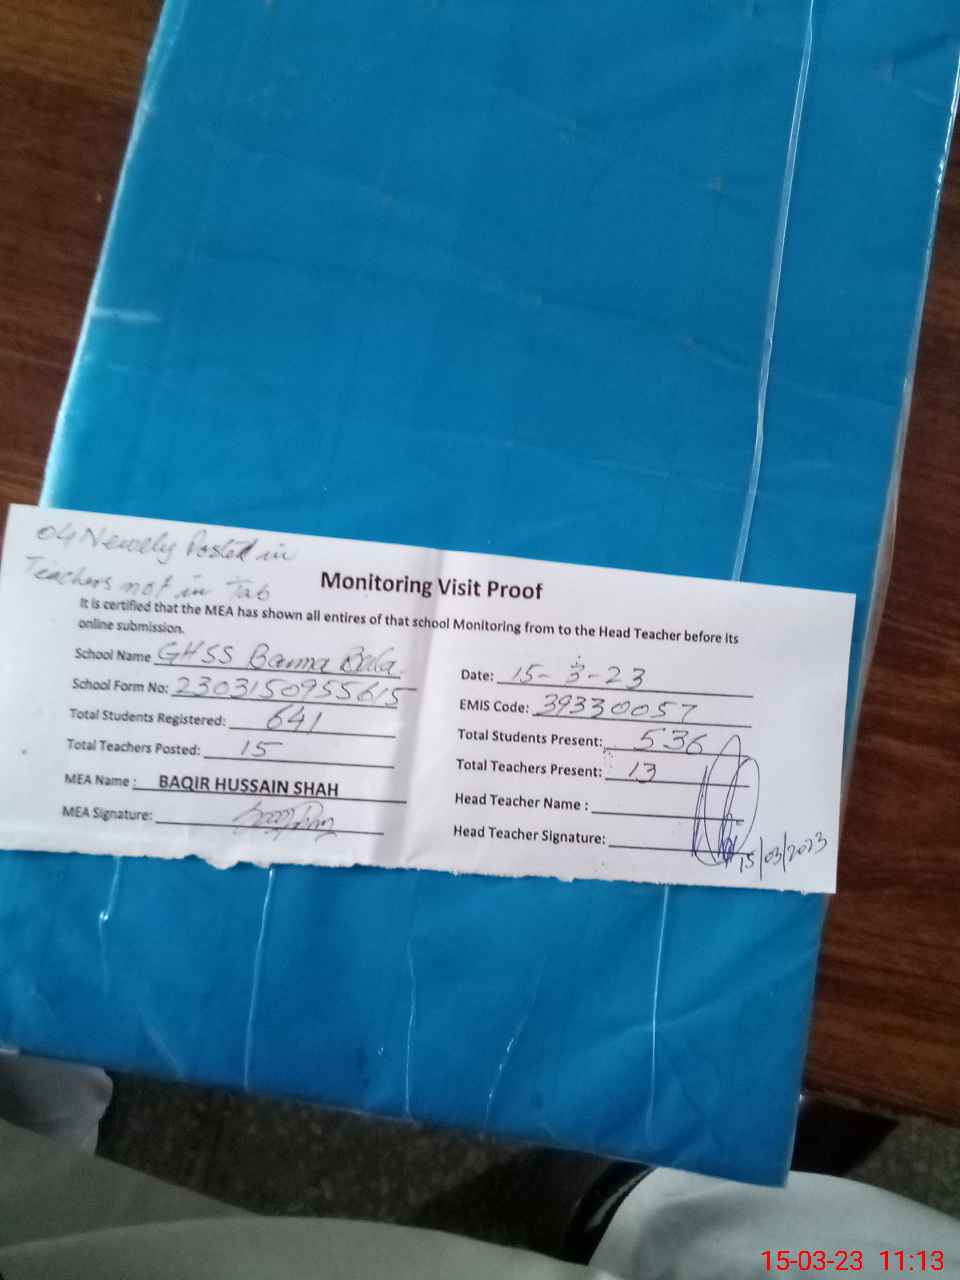 04 Newely Posted in
Teachers not in Tab
Monitoring Visit Proof
It is certified that the MEA has shown all entires of that school Monitoring from to the Head Teacher before its
online submission.
School Name GHSS Banna
Date: 15-3-23
School Form No: 2303150955615
EMIS Code: 39330057
Total Students Registered: 641
Total Students Present: 536
Total Teachers Posted: 15
Total Teachers Present: 13
MEA Name: BAQIR HUSSAIN SHAH
Head Teacher Name :
MEA Signature:
Head Teacher Signature:
15/03/2023
15-03-23 11:13